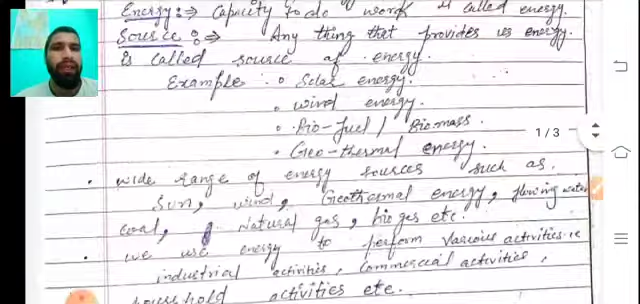 Energy :→ Capacity to do work is called energy.
Source :→ Any thing that provides us energy.
is called source of energy.
Example : Solar energy.
wind energy.
Bio-fuel / Biomass.
Geo-thermal energy.
1/3
wide range of energy sources such as
Sun, wind, Geothermal energy, flowing water
coal, Natural gas, bio gas etc.
we use energy to perform various activities i.e
industrial activities, Commercial activities,
household activities etc.